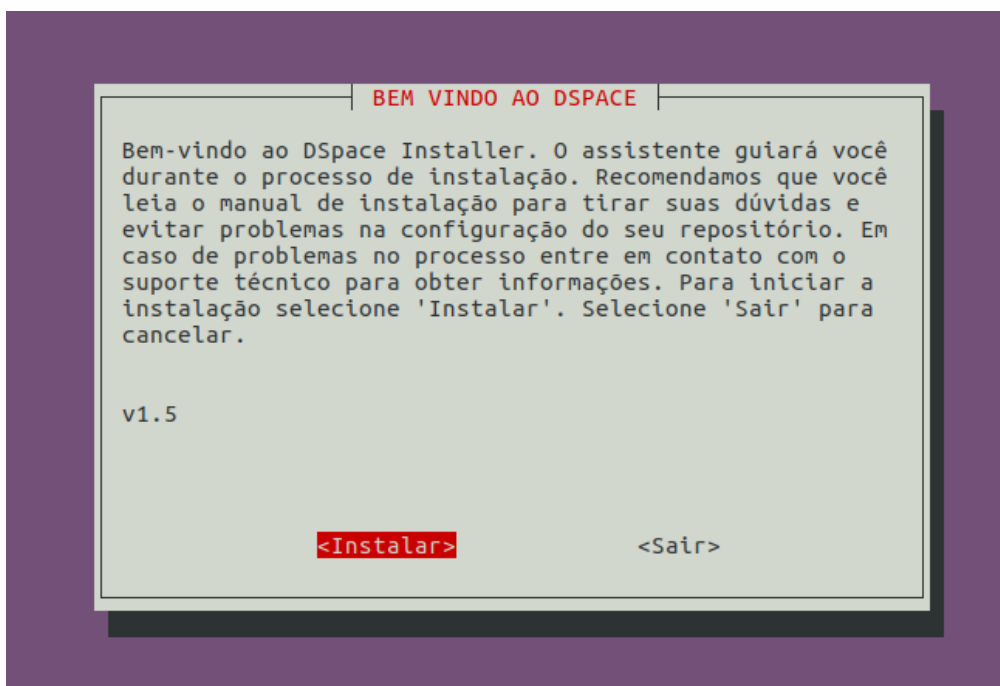 BEM VINDO AO DSPACE
Bem-vindo ao DSpace Installer. O assistente guiará você
durante o processo de instalação. Recomendamos que você
leia o manual de instalação para tirar suas dúvidas e
evitar problemas na configuração do seu repositório. Em
caso de problemas no processo entre em contato com o
suporte técnico para obter informações. Para iniciar a
instalação selecione 'Instalar'. Selecione 'Sair' para
cancelar.
v1.5
<Instalar> <Sair>